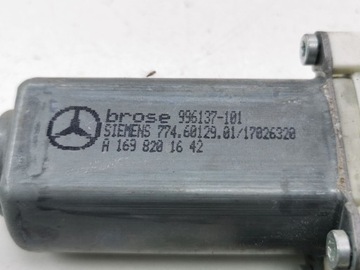 brose 996137-101
SIEMENS 774.60129.01/17026320
A 169 820 16 42